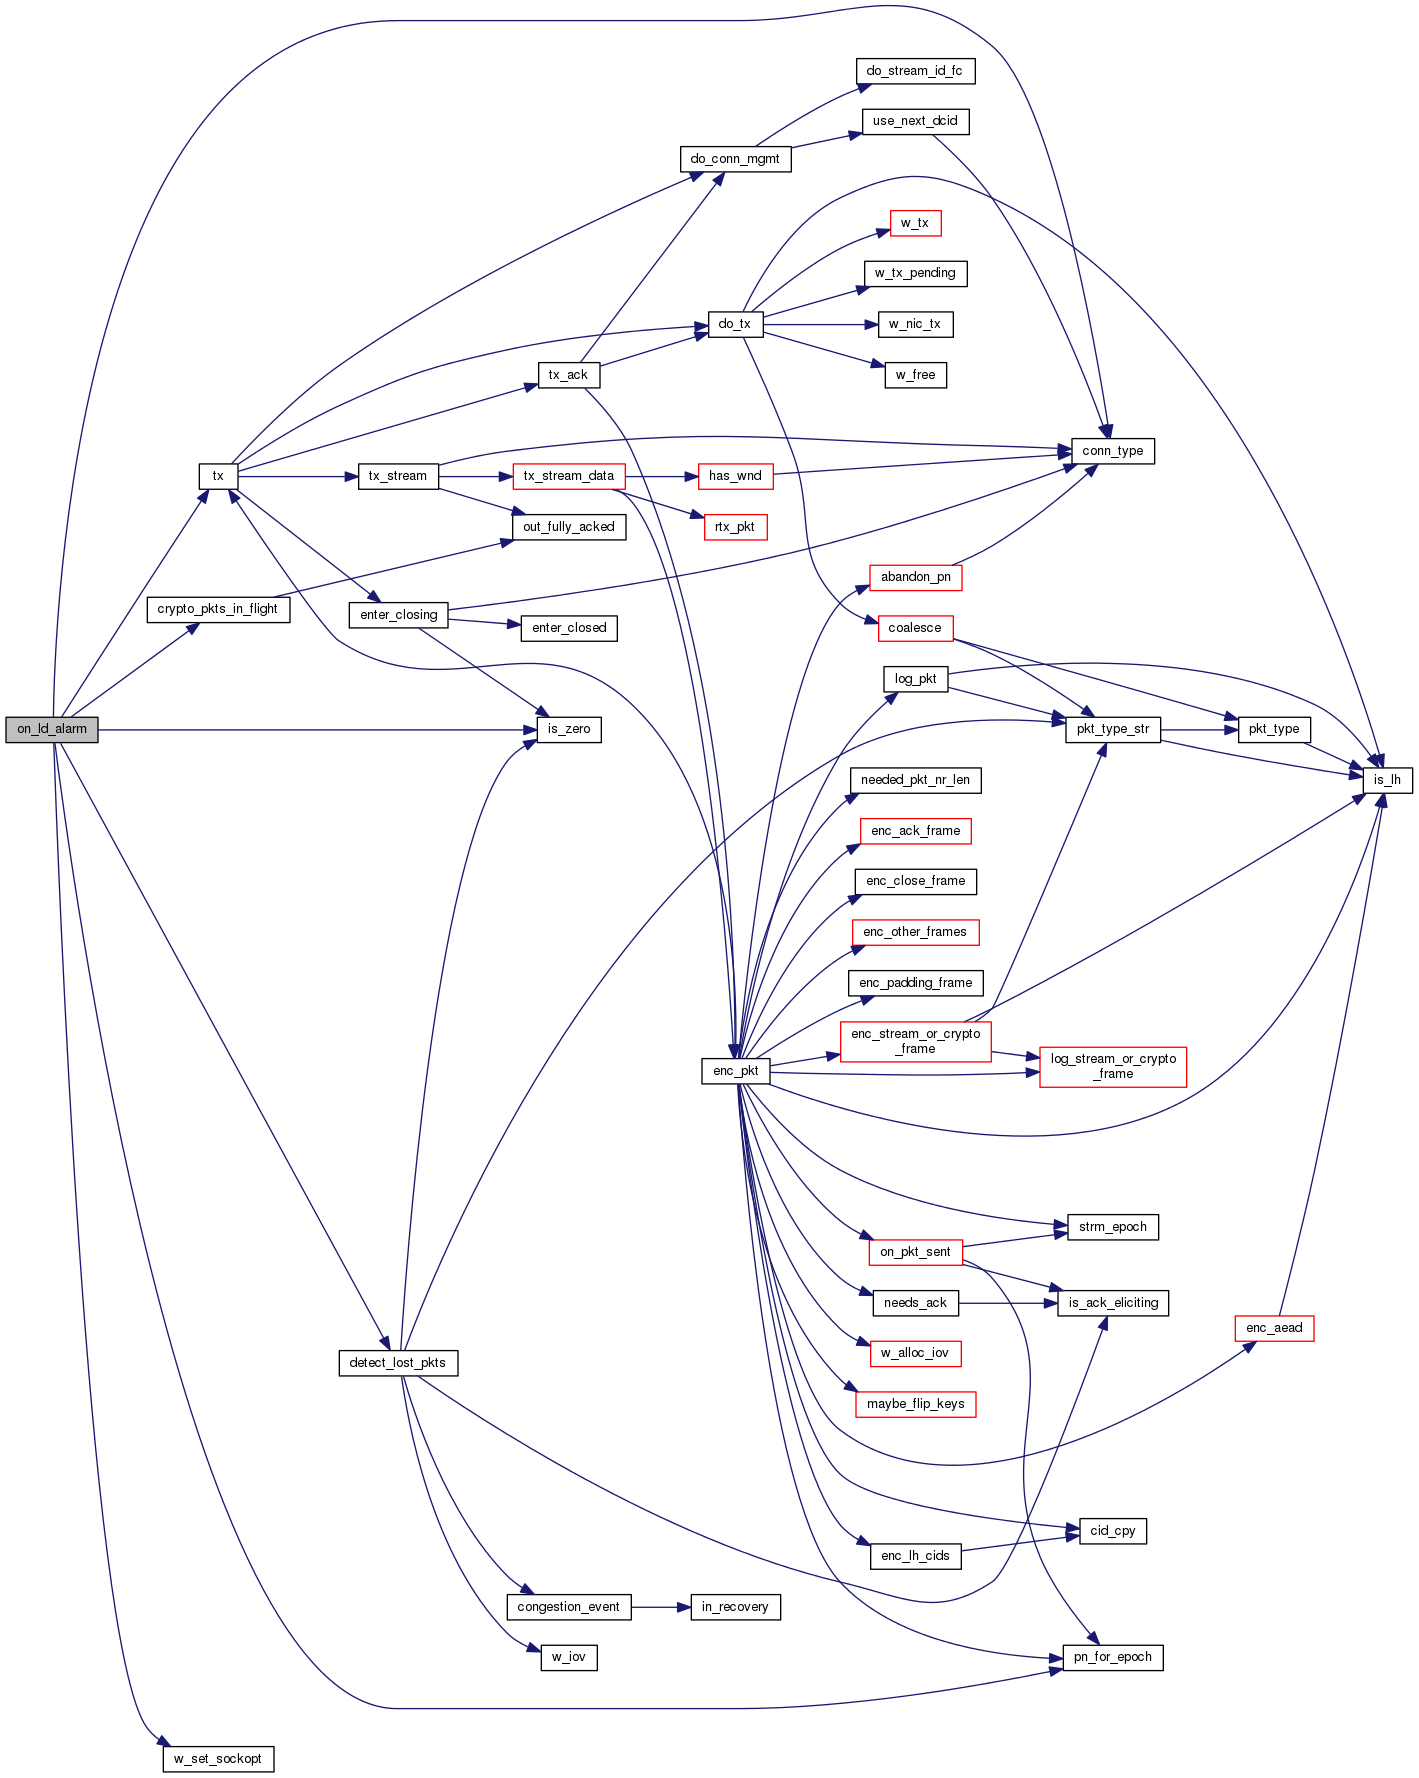 do_stream_id_fc
use_next_dcid
do_conn_mgmt
w_tx
w_tx_pending
do_tx
w_nic_tx
tx_ack
w_free
conn_type
tx
tx_stream
tx_stream_data
has_wnd
out_fully_acked
rtx_pkt
abandon_pn
crypto_pkts_in_flight
enter_closing
enter_closed
coalesce
log_pkt
on_ld_alarm
is_zero
pkt_type_str
pkt_type
needed_pkt_nr_len
is_lh
enc_ack_frame
enc_close_frame
enc_other_frames
enc_padding_frame
enc_stream_or_crypto
_frame
log_stream_or_crypto
_frame
enc_pkt
strm_epoch
on_pkt_sent
needs_ack
is_ack_eliciting
enc_aead
w_alloc_iov
detect_lost_pkts
maybe_flip_keys
cid_cpy
enc_lh_cids
congestion_event
in_recovery
w_iov
pn_for_epoch
w_set_sockopt